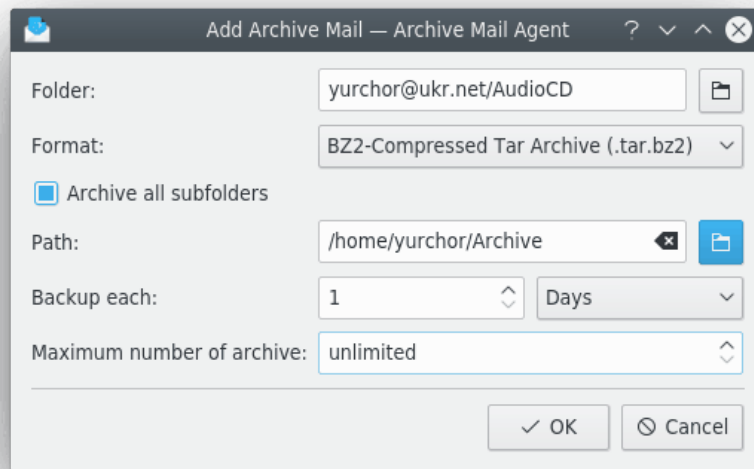 Add Archive Mail — Archive Mail Agent ?
Folder: yurchor@ukr.net/AudioCD
Format: BZ2-Compressed Tar Archive (.tar.bz2)
Archive all subfolders
Path: /home/yurchor/Archive
Backup each: 1 Days
Maximum number of archive: unlimited
OK Cancel